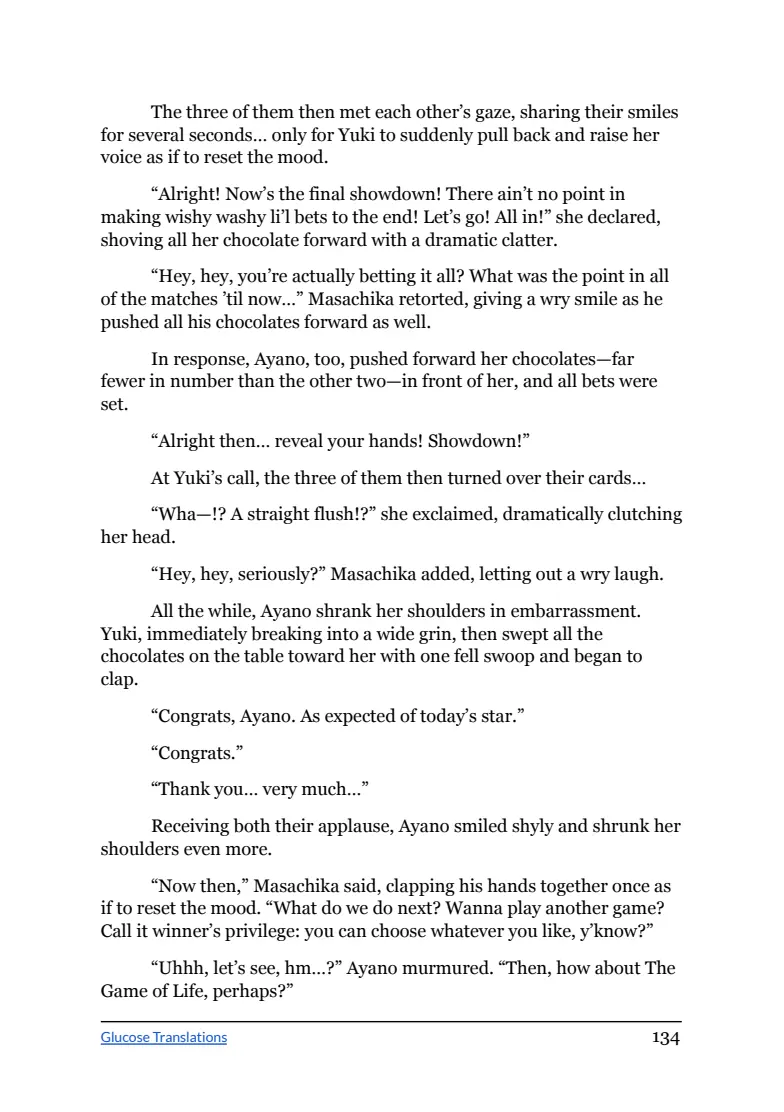 The three of them then met each other’s gaze, sharing their smiles
for several seconds… only for Yuki to suddenly pull back and raise her
voice as if to reset the mood.
“Alright! Now’s the final showdown! There ain’t no point in
making wishy washy li’l bets to the end! Let’s go! All in!” she declared,
shoving all her chocolate forward with a dramatic clatter.
“Hey, hey, you’re actually betting it all? What was the point in all
of the matches ’til now…” Masachika retorted, giving a wry smile as he
pushed all his chocolates forward as well.
In response, Ayano, too, pushed forward her chocolates—far
fewer in number than the other two—in front of her, and all bets were
set.
“Alright then… reveal your hands! Showdown!”
At Yuki’s call, the three of them then turned over their cards…
“Wha—!? A straight flush!?” she exclaimed, dramatically clutching
her head.
“Hey, hey, seriously?” Masachika added, letting out a wry laugh.
All the while, Ayano shrank her shoulders in embarrassment.
Yuki, immediately breaking into a wide grin, then swept all the
chocolates on the table toward her with one fell swoop and began to
clap.
“Congrats, Ayano. As expected of today’s star.”
“Congrats.”
“Thank you… very much…”
Receiving both their applause, Ayano smiled shyly and shrunk her
shoulders even more.
“Now then,” Masachika said, clapping his hands together once as
if to reset the mood. “What do we do next? Wanna play another game?
Call it winner’s privilege: you can choose whatever you like, y’know?”
“Uhhh, let’s see, hm…?” Ayano murmured. “Then, how about The
Game of Life, perhaps?”
Glucose Translations 134